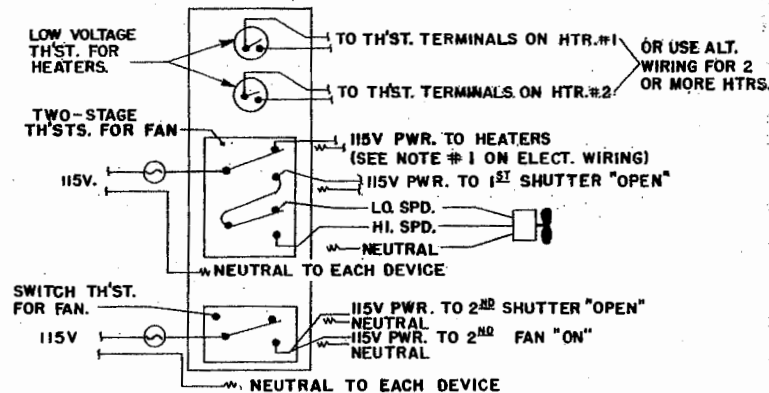 LOW VOLTAGE
TH'ST. FOR
HEATERS.
TO TH'ST. TERMINALS ON HTR.#1
TO TH'ST. TERMINALS ON HTR.#2
OR USE ALT.
WIRING FOR 2
OR MORE HTRS.
TWO-STAGE
TH'STS. FOR FAN
115V.
115V PWR. TO HEATERS
(SEE NOTE #1 ON ELECT. WIRING)
115V PWR. TO 1ST SHUTTER "OPEN"
LO. SPD.
HI. SPD.
NEUTRAL
NEUTRAL TO EACH DEVICE
SWITCH TH'ST.
FOR FAN.
115V
115V PWR. TO 2ND SHUTTER "OPEN"
NEUTRAL
115V PWR. TO 2ND FAN "ON"
NEUTRAL
NEUTRAL TO EACH DEVICE